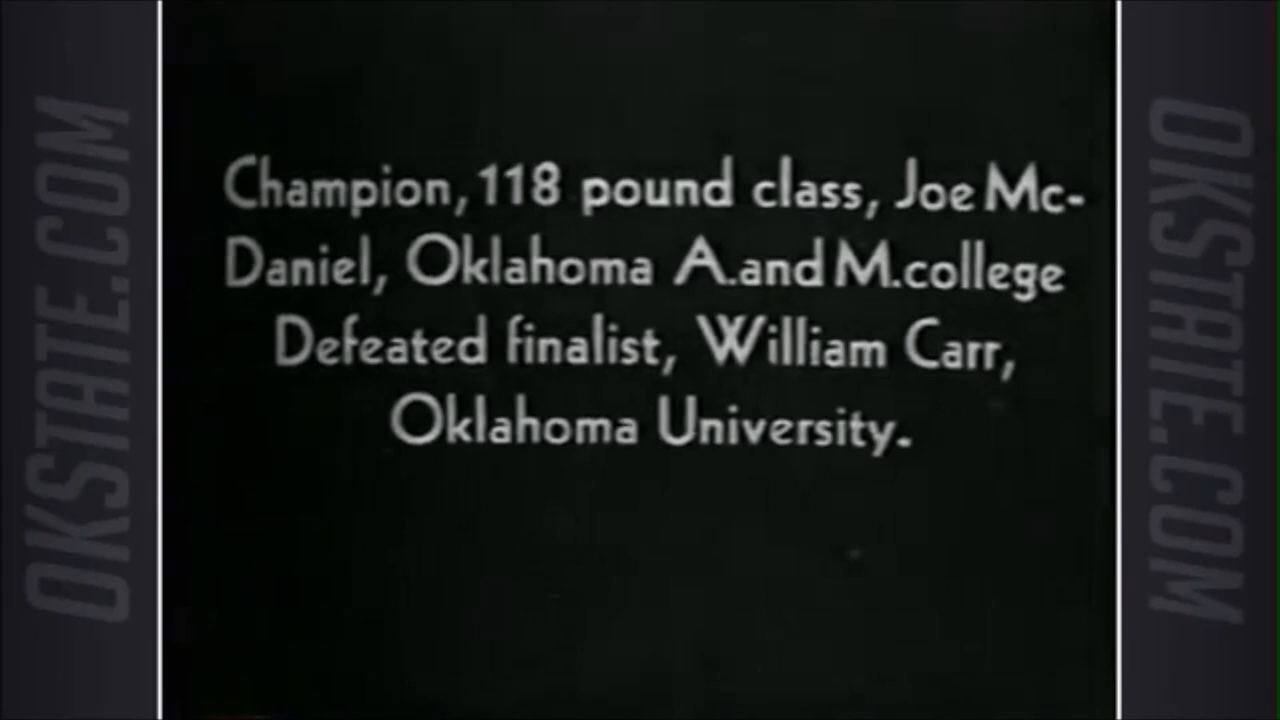 OKSTATE.COM
Champion, 118 pound class, Joe Mc-
Daniel, Oklahoma A.and M.college
Defeated finalist, William Carr,
Oklahoma University.
OKSTATE.COM